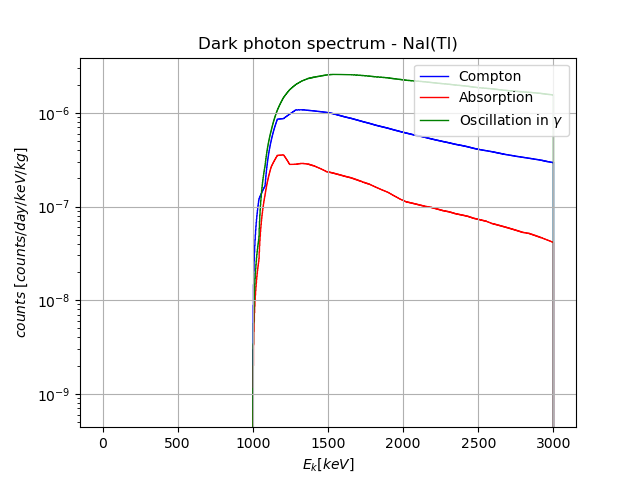 Dark photon spectrum - NaI(Tl)
Compton
Absorption
Oscillation in γ
counts [counts/day/keV/kg]
10⁻⁶
10⁻⁷
10⁻⁸
10⁻⁹
0 500 1000 1500 2000 2500 3000
E_k[keV]